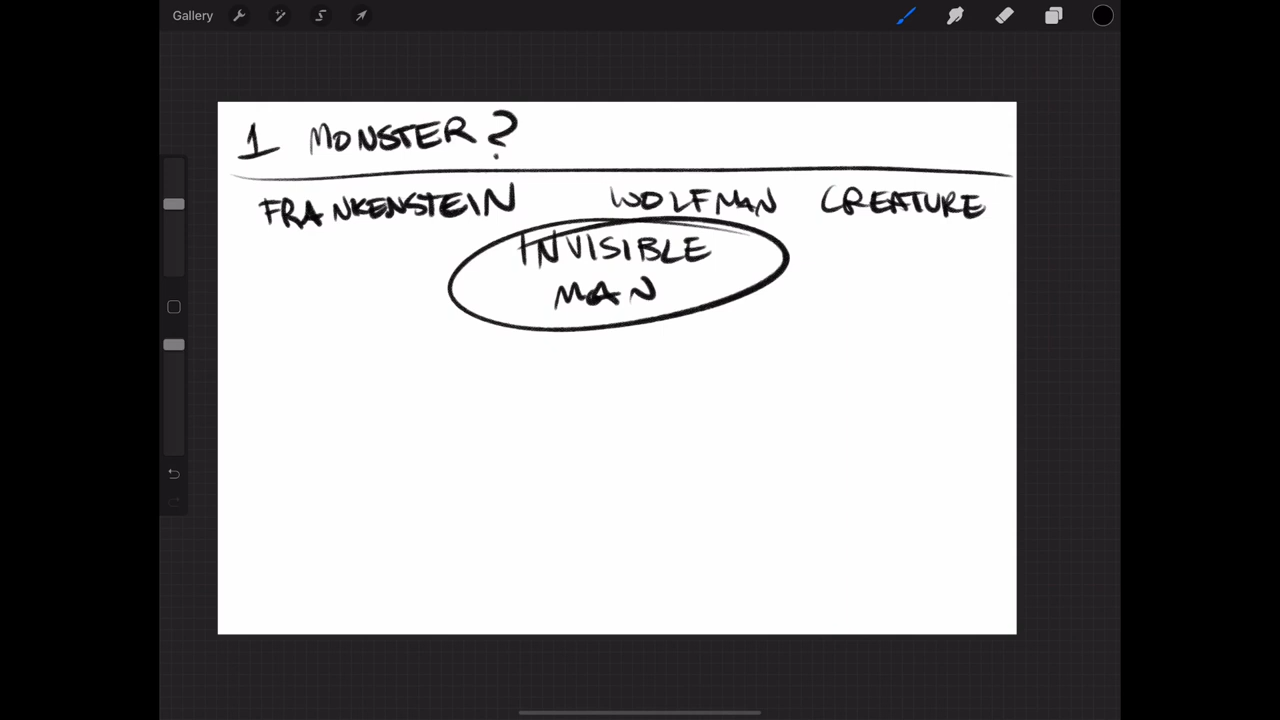 Gallery
1 MONSTER?
FRANKENSTEIN WOLFMAN CREATURE
INVISIBLE
MAN